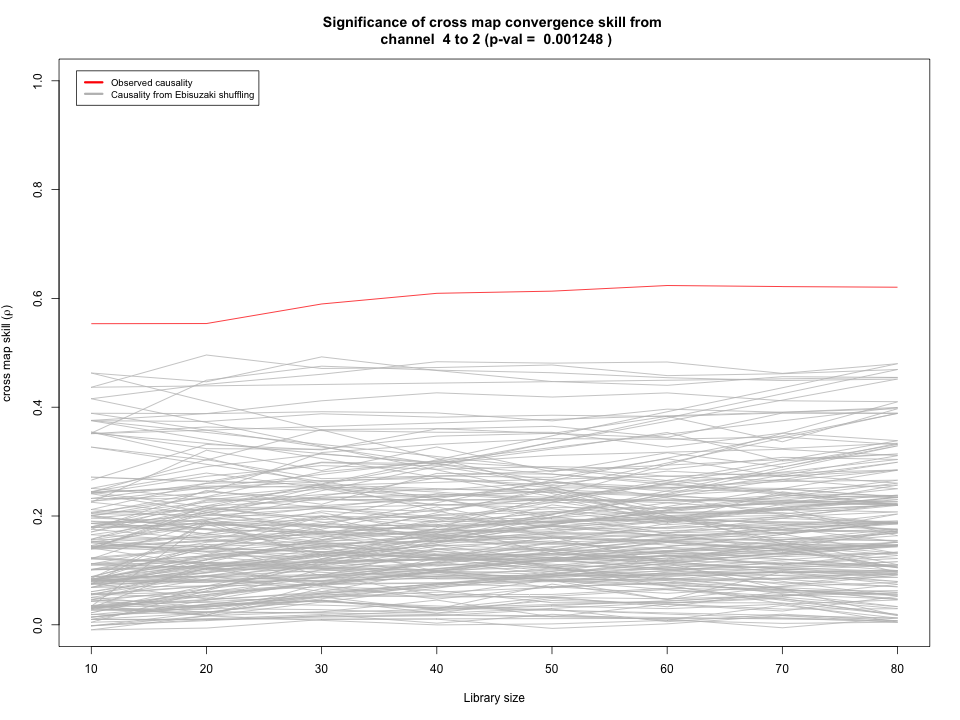 Significance of cross map convergence skill from
channel  4 to 2 (p-val =  0.001248 )
Observed causality
Causality from Ebisuzaki shuffling
cross map skill (ρ)
1.0
0.8
0.6
0.4
0.2
0.0
10 20 30 40 50 60 70 80
Library size